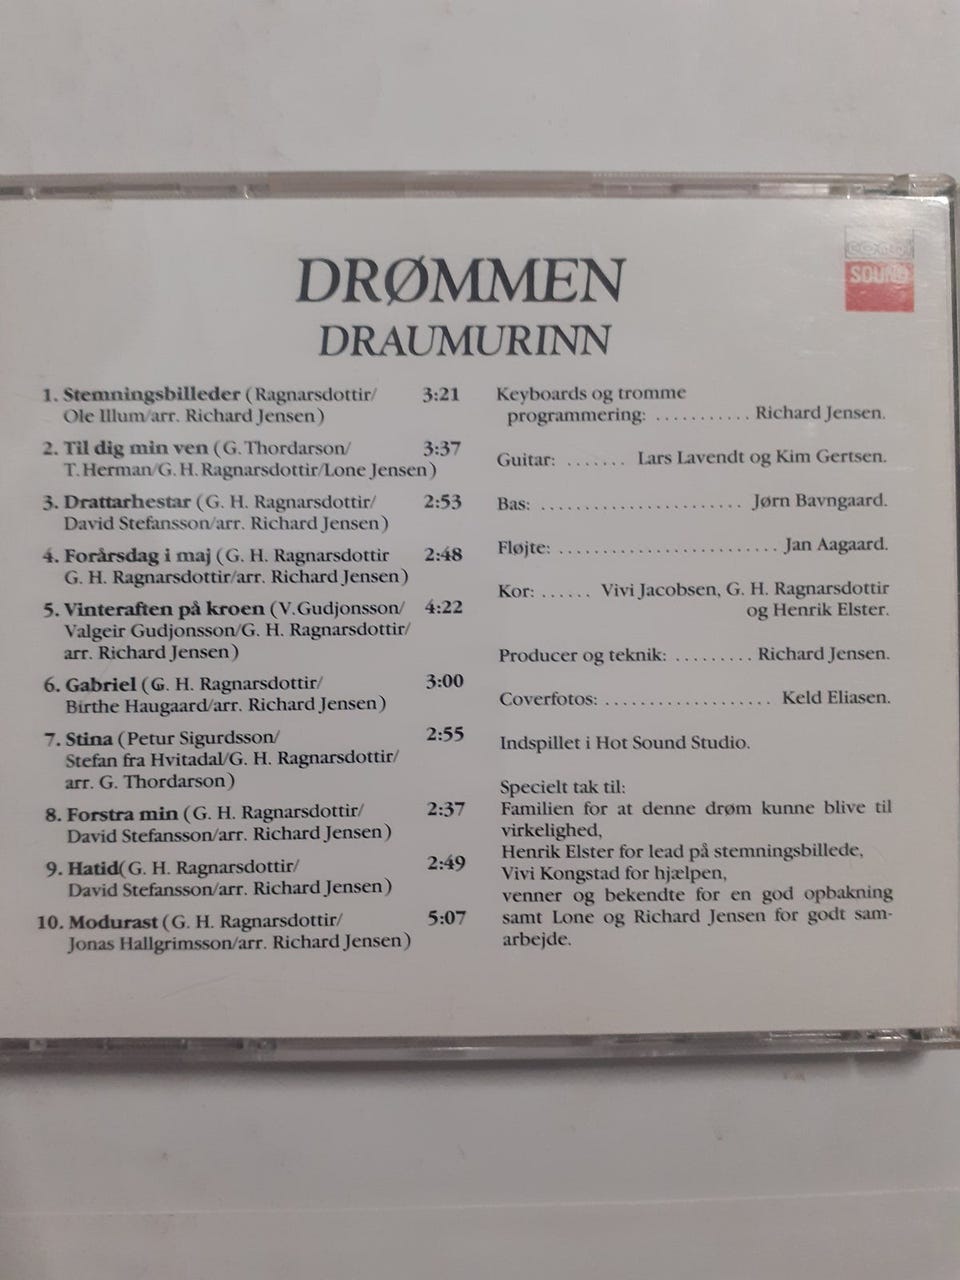 DRØMMEN
DRAUMURINN
SOUND
1. Stemningsbilleder (Ragnarsdottir/ 3:21
Ole Illum/arr. Richard Jensen)
2. Til dig min ven (G. Thordarson/ 3:37
T. Herman/G. H. Ragnarsdottir/Lone Jensen)
3. Drattarhestar (G. H. Ragnarsdottir/ 2:53
David Stefansson/arr. Richard Jensen)
4. Forårsdag i maj (G. H. Ragnarsdottir 2:48
G. H. Ragnarsdottir/arr. Richard Jensen)
5. Vinteraften på kroen (V. Gudjonsson/ 4:22
Valgeir Gudjonsson/G. H. Ragnarsdottir/
arr. Richard Jensen)
6. Gabriel (G. H. Ragnarsdottir/ 3:00
Birthe Haugaard/arr. Richard Jensen)
7. Stina (Petur Sigurdsson/ 2:55
Stefan fra Hvitadal/G. H. Ragnarsdottir/
arr. G. Thordarson)
8. Forstra min (G. H. Ragnarsdottir/ 2:37
David Stefansson/arr. Richard Jensen)
9. Hatid(G. H. Ragnarsdottir/ 2:49
David Stefansson/arr. Richard Jensen)
10. Modurast (G. H. Ragnarsdottir/ 5:07
Jonas Hallgrimsson/arr. Richard Jensen)
Keyboards og tromme
programmering: ........... Richard Jensen.
Guitar: ....... Lars Lavendt og Kim Gertsen.
Bas: ....................... Jørn Bavngaard.
Fløjte: ......................... Jan Aagaard.
Kor: ...... Vivi Jacobsen, G. H. Ragnarsdottir
og Henrik Elster.
Producer og teknik: ......... Richard Jensen.
Coverfotos: ................... Keld Eliasen.
Indspillet i Hot Sound Studio.
Specielt tak til:
Familien for at denne drøm kunne blive til
virkelighed,
Henrik Elster for lead på stemningsbillede,
Vivi Kongstad for hjælpen,
venner og bekendte for en god opbakning
samt Lone og Richard Jensen for godt sam-
arbejde.